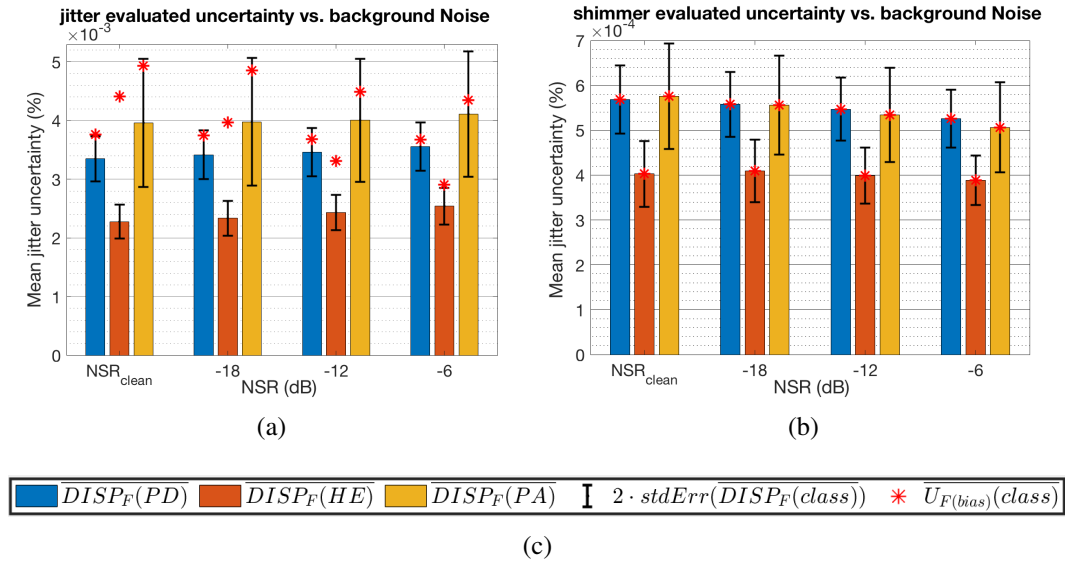 jitter evaluated uncertainty vs. background Noise
×10⁻³
Mean jitter uncertainty (%)
5
4
3
2
1
0
NSR_clean -18 -12 -6
NSR (dB)
(a)
shimmer evaluated uncertainty vs. background Noise
×10⁻⁴
Mean jitter uncertainty (%)
7
6
5
4
3
2
1
0
NSR_clean -18 -12 -6
NSR (dB)
(b)
DISP_F(PD) DISP_F(HE) DISP_F(PA) 2 · stdErr(DISP_F(class)) U_F(bias)(class)
(c)